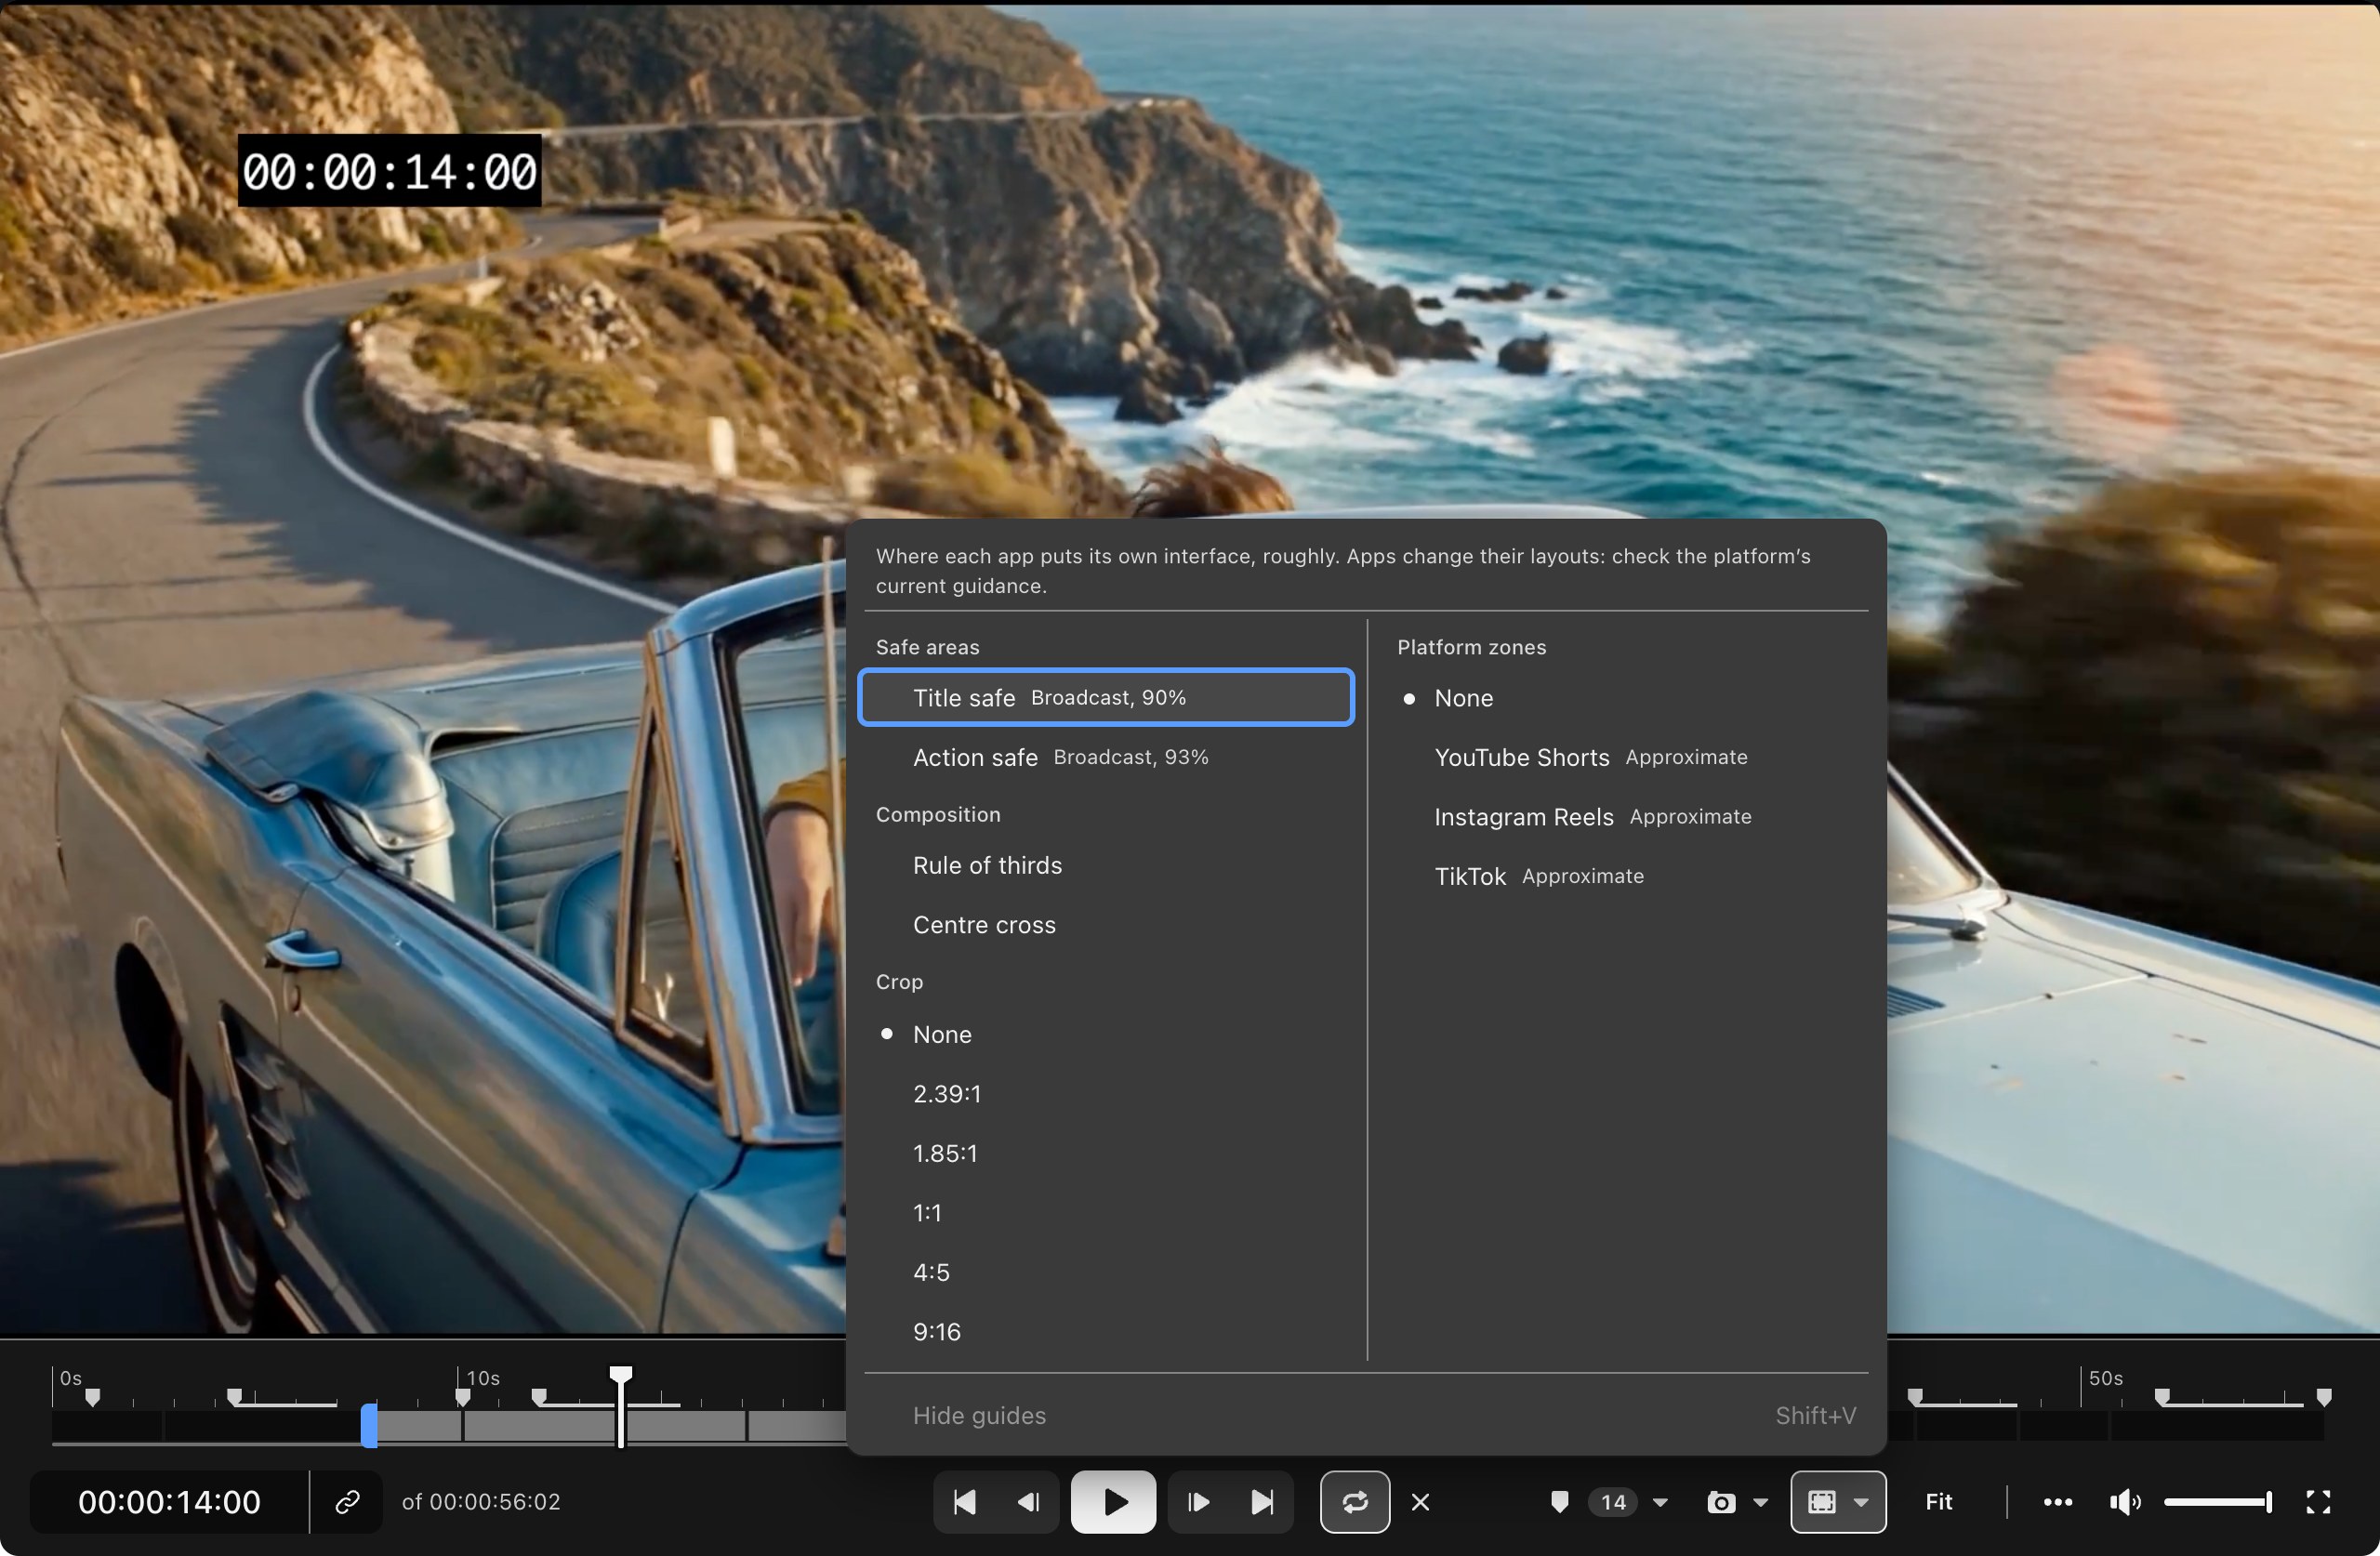 00:00:14:00
Where each app puts its own interface, roughly. Apps change their layouts: check the platform’s
current guidance.
Safe areas
Title safe Broadcast, 90%
Action safe Broadcast, 93%
Composition
Rule of thirds
Centre cross
Crop
None
2.39:1
1.85:1
1:1
4:5
9:16
Platform zones
None
YouTube Shorts Approximate
Instagram Reels Approximate
TikTok Approximate
Hide guides Shift+V
0s 10s 50s
00:00:14:00 of 00:00:56:02 14 Fit